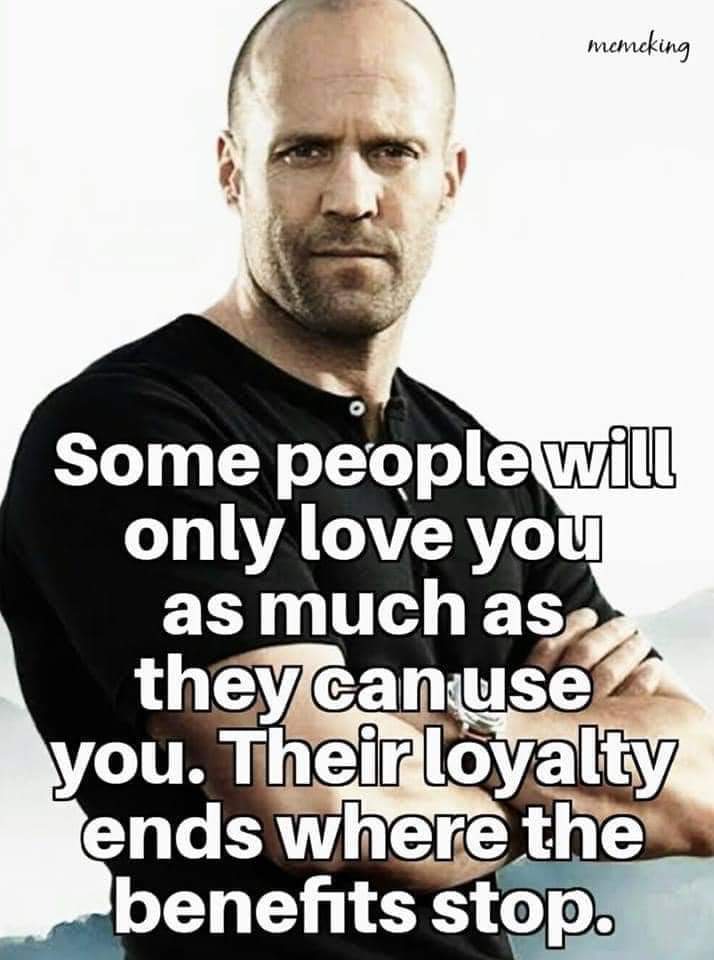 memeking
Some people will
only love you
as much as
they can use
you. Their loyalty
ends where the
benefits stop.